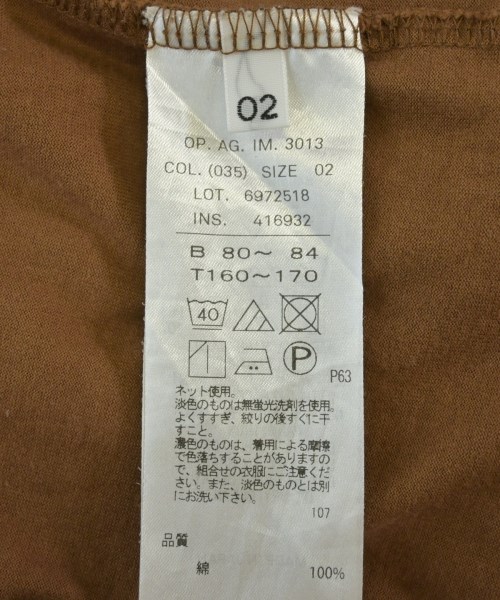 02
OP. AG. IM. 3013
COL. (035) SIZE 02
LOT. 6972518
INS. 416932
B 80～ 84
T160～170
40
P
P63
ネット使用。
淡色のものは無蛍光洗剤を使用。
よくすすぎ、絞りの後すぐに干
すこと。
濃色のものは、着用による摩擦
で色落ちすることがありますの
で、組合せの衣服にご注意くだ
さい。また、淡色のものとは別
にお洗い下さい。
107
品質
綿 100%